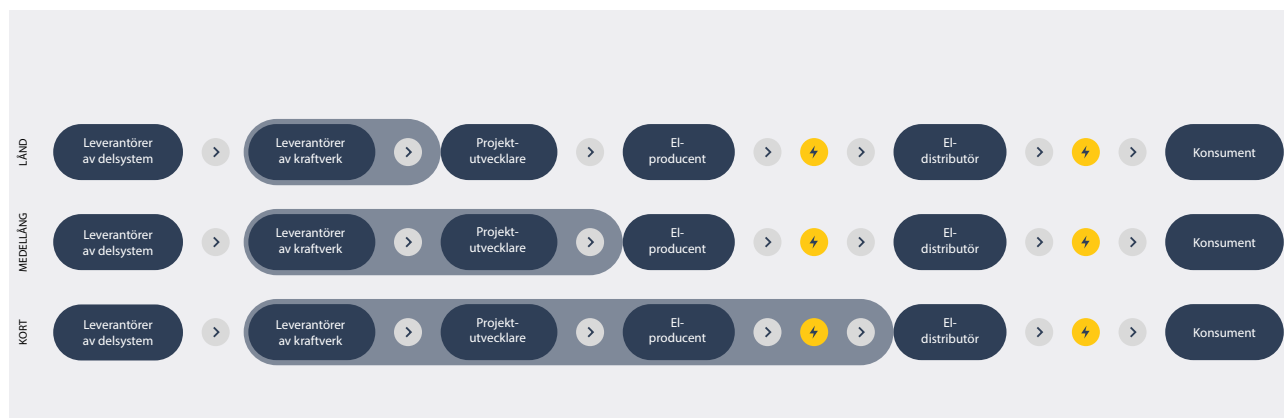 LÅND
Leverantörer
av delsystem
Leverantörer
av kraftverk
Projekt-
utvecklare
El-
producent
El-
distributör
Konsument
MEDELLÅNG
Leverantörer
av delsystem
Leverantörer
av kraftverk
Projekt-
utvecklare
El-
producent
El-
distributör
Konsument
KORT
Leverantörer
av delsystem
Leverantörer
av kraftverk
Projekt-
utvecklare
El-
producent
El-
distributör
Konsument